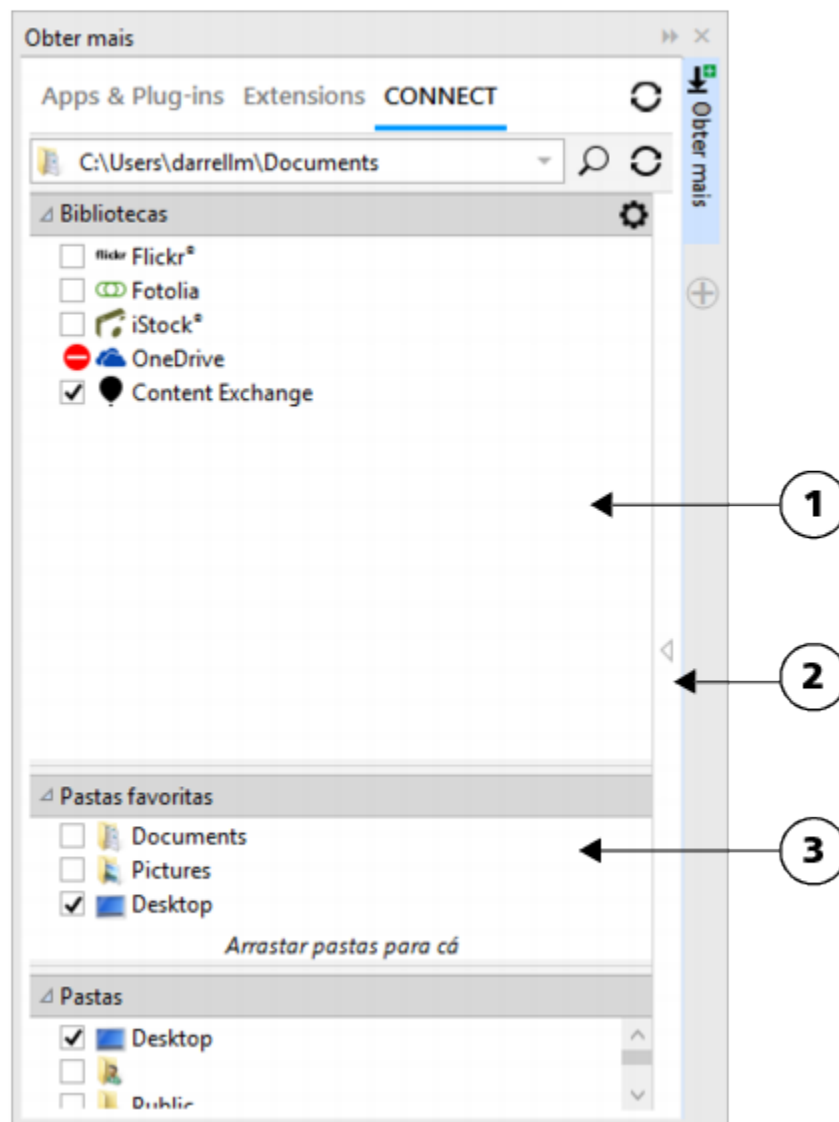 Obter mais
Apps & Plug-ins Extensions CONNECT
Obter mais
C:\Users\darrellm\Documents
Bibliotecas
flickr Flickr®
Fotolia
iStock®
OneDrive
Content Exchange
1
2
Pastas favoritas
Documents
3
Pictures
Desktop
Arrastar pastas para cá
Pastas
Desktop
Public